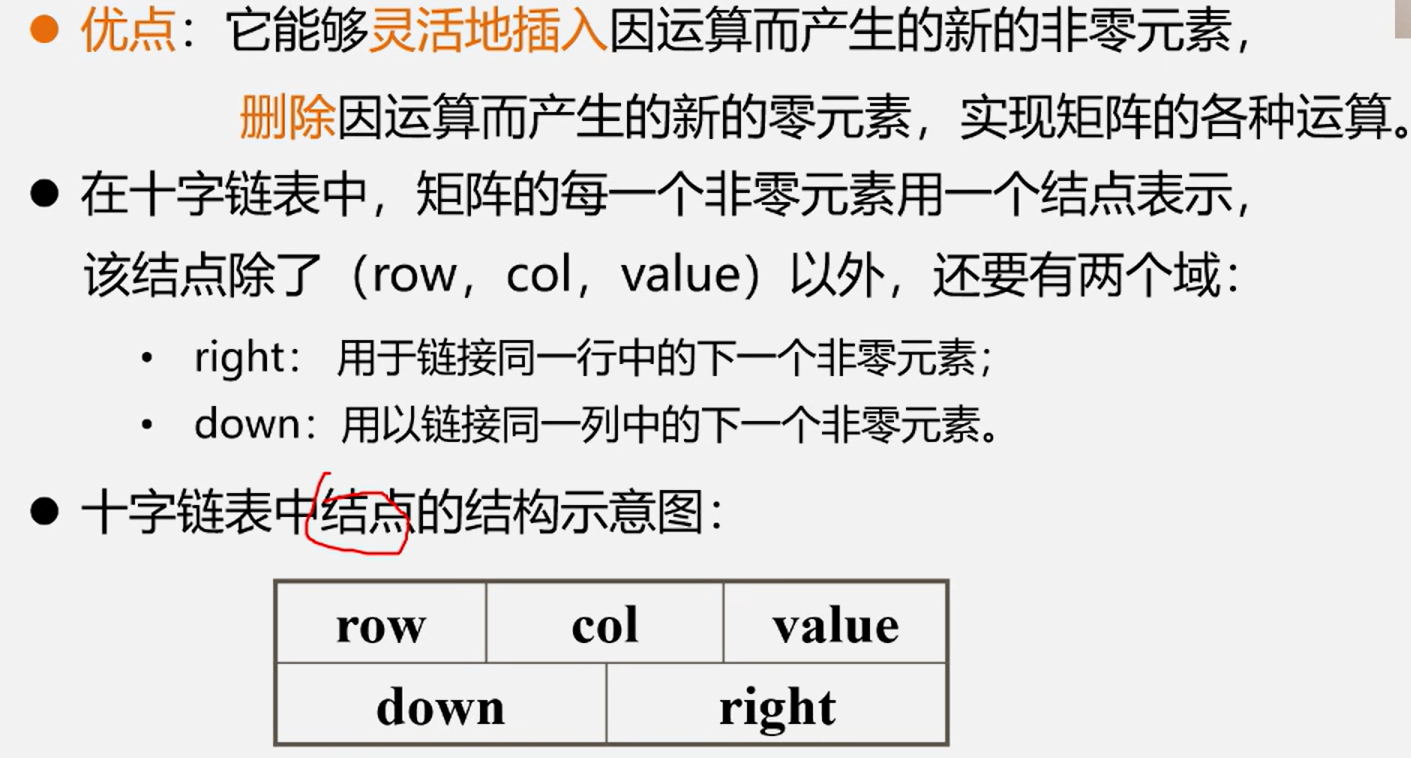 ● 优点：它能够灵活地插入因运算而产生的新的非零元素，
删除因运算而产生的新的零元素，实现矩阵的各种运算。
● 在十字链表中，矩阵的每一个非零元素用一个结点表示，
该结点除了（row，col，value）以外，还要有两个域：
• right： 用于链接同一行中的下一个非零元素；
• down：用以链接同一列中的下一个非零元素。
● 十字链表中结点的结构示意图：
row col value
down right